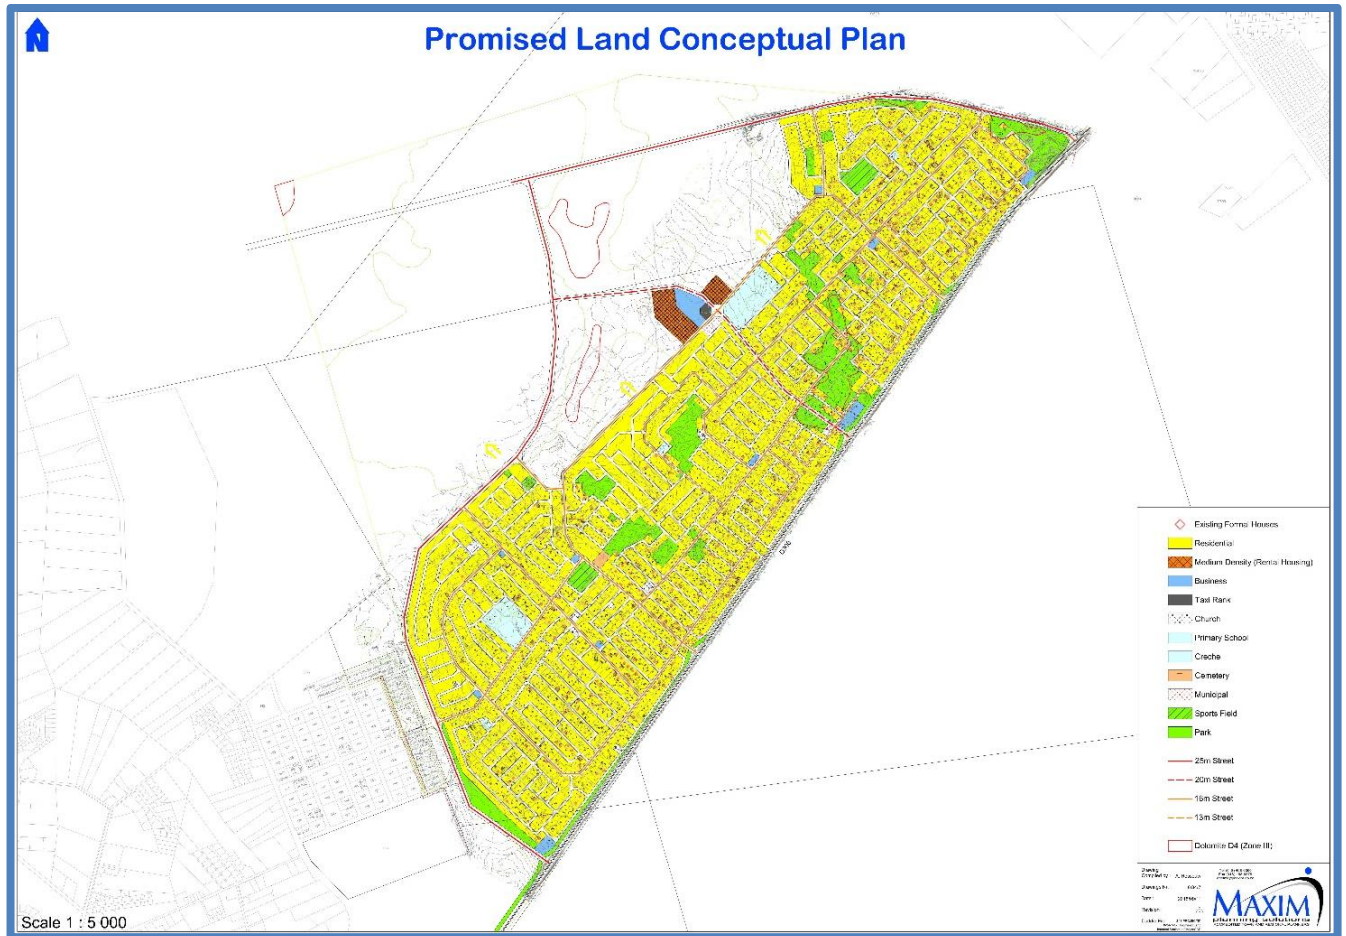 Promised Land Conceptual Plan
N
Existing Formal Houses
Residential
Medium Density (Rental Housing)
Business
Taxi Rank
Church
Primary School
Creche
Cemetery
Municipal
Sports Field
Park
25m Street
20m Street
16m Street
13m Street
Dolomite D4 (Zone III)
Scale 1 : 5 000
MAXIM
planning solutions